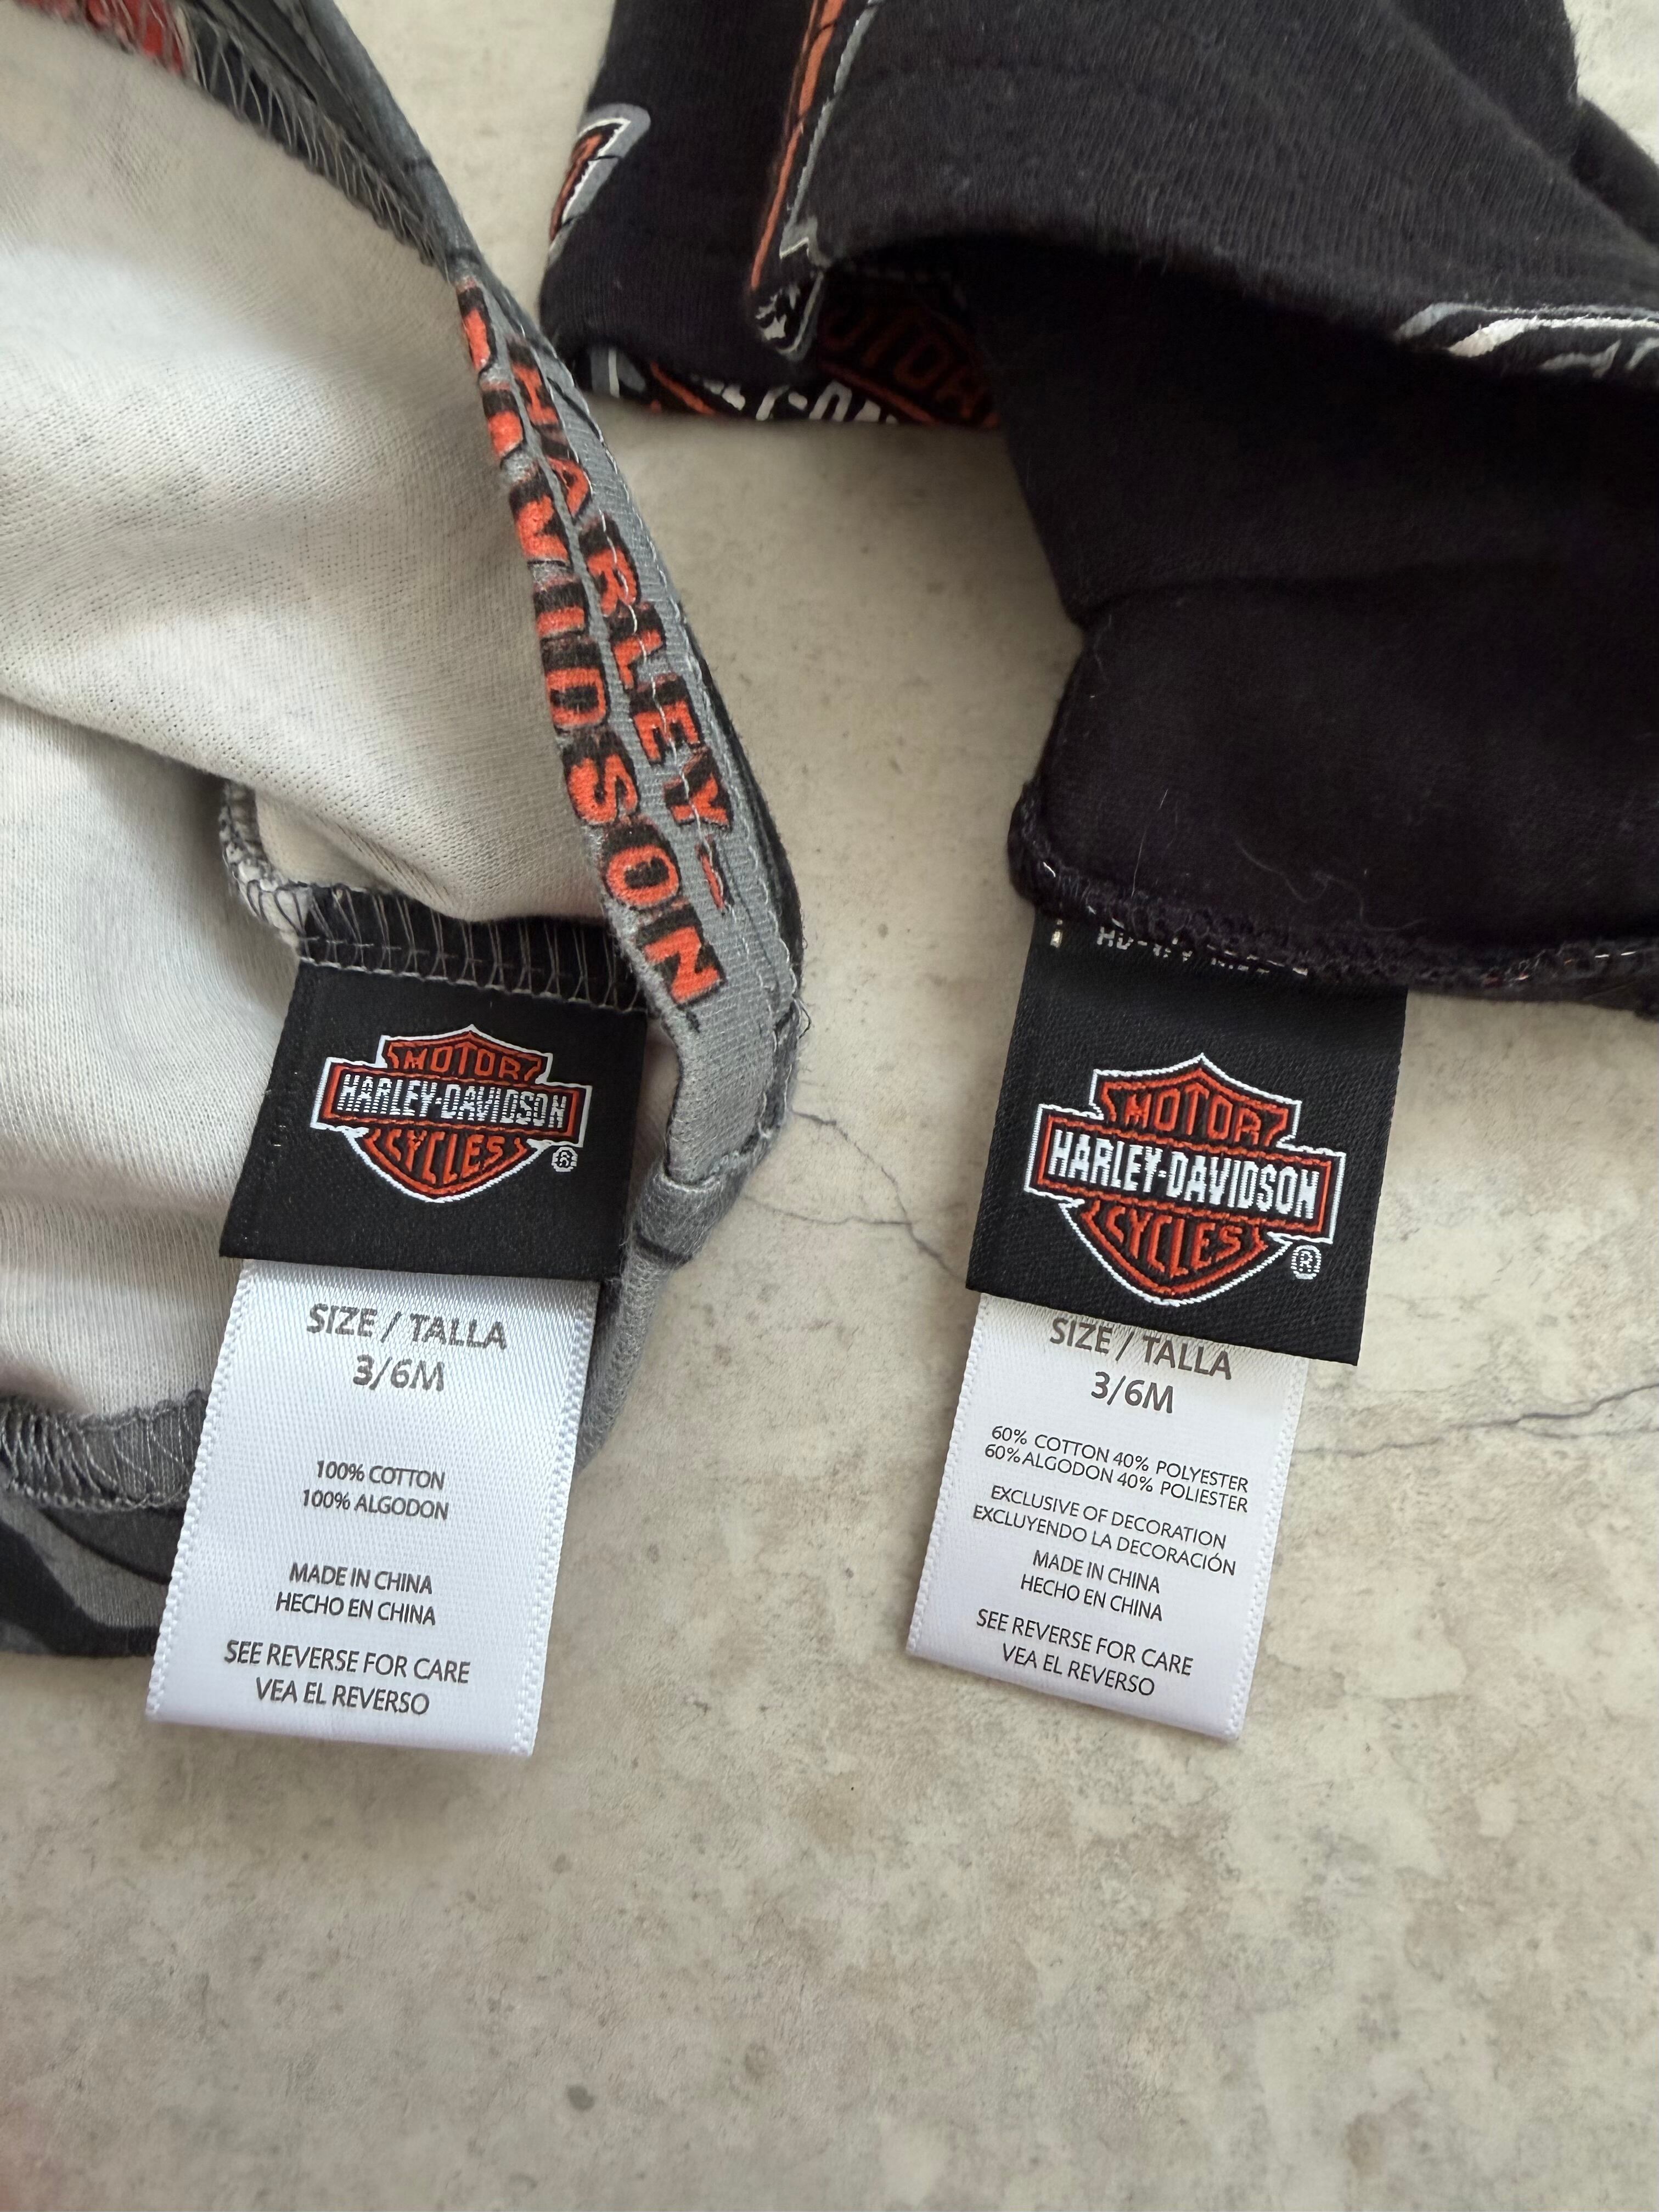 HARLEY-
DAVIDSON
MOTOR
HARLEY-DAVIDSON
CYCLES
®
SIZE / TALLA
3/6M
100% COTTON
100% ALGODON
MADE IN CHINA
HECHO EN CHINA
SEE REVERSE FOR CARE
VEA EL REVERSO
MOTOR
HARLEY-DAVIDSON
CYCLES
®
SIZE / TALLA
3/6M
60% COTTON 40% POLYESTER
60% ALGODON 40% POLIESTER
EXCLUSIVE OF DECORATION
EXCLUYENDO LA DECORACIÓN
MADE IN CHINA
HECHO EN CHINA
SEE REVERSE FOR CARE
VEA EL REVERSO